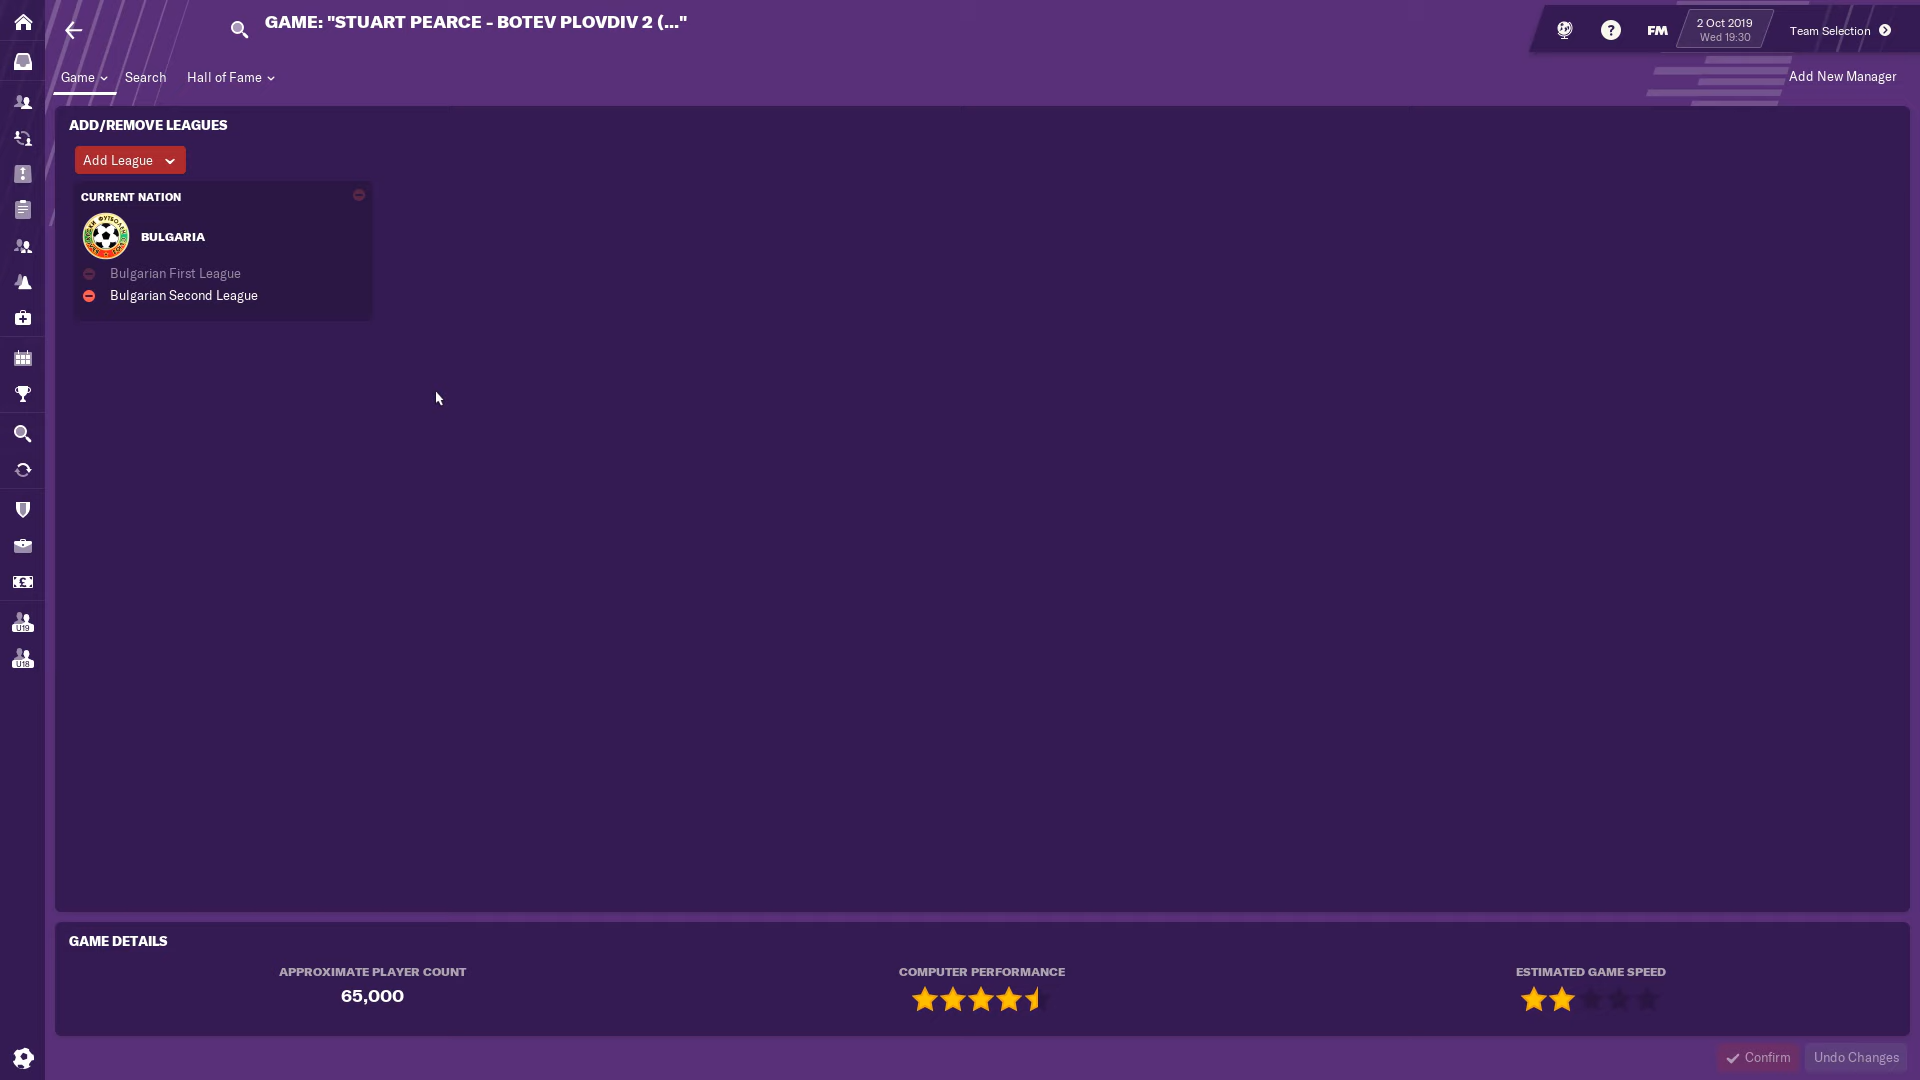 GAME: "STUART PEARCE - BOTEV PLOVDIV 2 (..."
FM
2 Oct 2019
Wed 19:30
Team Selection
Game
Search
Hall of Fame
Add New Manager
ADD/REMOVE LEAGUES
Add League
CURRENT NATION
BULGARIA
Bulgarian First League
Bulgarian Second League
U19
U18
GAME DETAILS
APPROXIMATE PLAYER COUNT
65,000
COMPUTER PERFORMANCE
ESTIMATED GAME SPEED
Confirm
Undo Changes